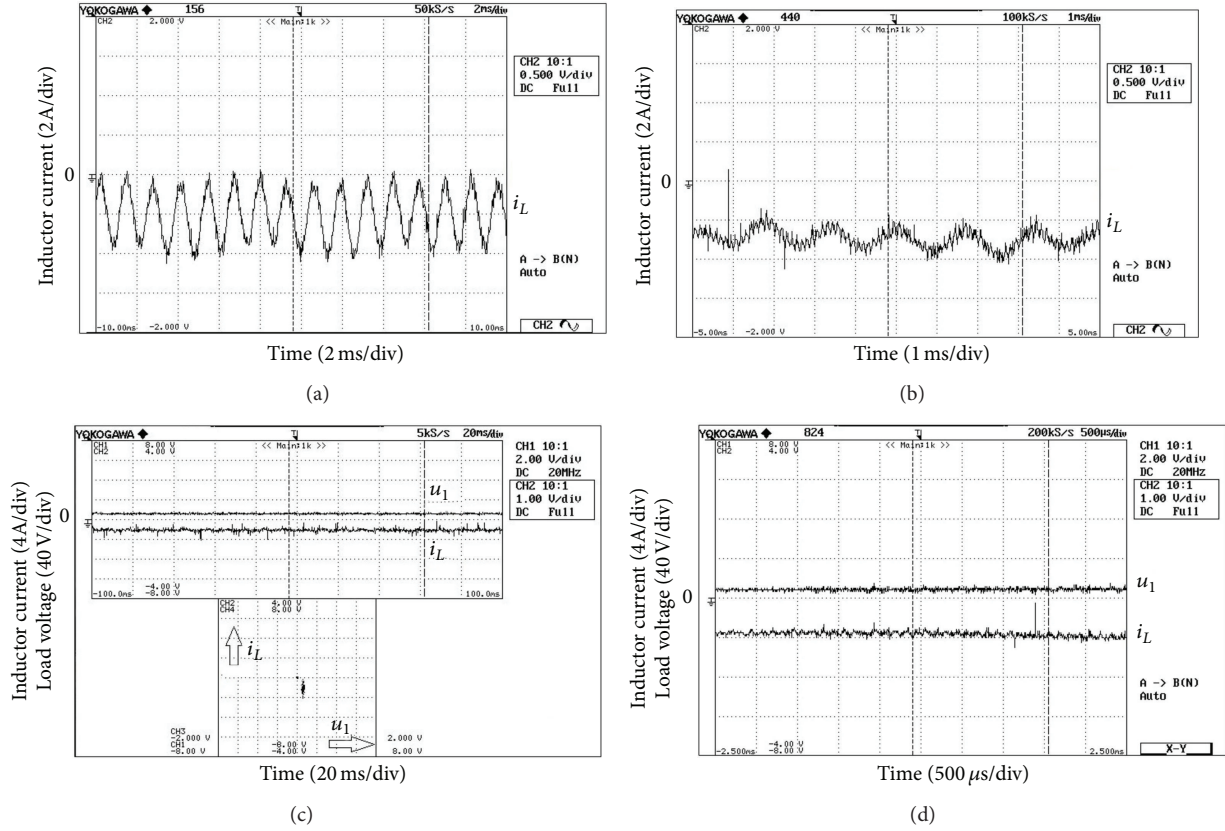 YOKOGAWA ◆ 156 50kS/s 2ms/div
CH2 2.000 V << Main:1k >>
CH2 10:1
0.500 V/div
DC Full
Inductor current (2A/div)
0
i_L
A -> B(N)
Auto
-10.00ms -2.000 V 10.00ms
CH2
Time (2 ms/div)
(a)
YOKOGAWA ◆ 440 100kS/s 1ms/div
CH2 2.000 V << Main:1k >>
CH2 10:1
0.500 V/div
DC Full
Inductor current (2A/div)
0
i_L
A -> B(N)
Auto
-5.00ms -2.000 V 5.00ms
CH2
Time (1 ms/div)
(b)
YOKOGAWA ◆ 5kS/s 20ms/div
CH1 8.00 V << Main:1k >>
CH2 4.00 V
CH1 10:1
2.00 V/div
DC 20MHz
CH2 10:1
1.00 V/div
DC Full
Inductor current (4A/div)
Load voltage (40 V/div)
u_1
0
i_L
-4.00 V
-100.0ms -8.00 V 100.0ms
CH2 4.00 V
CH4 8.00 V
i_L
u_1
CH3
-2.000 V -8.00 V 2.000 V
CH1
-8.00 V -4.00 V 8.00 V
Time (20 ms/div)
(c)
YOKOGAWA ◆ 824 200kS/s 500µs/div
CH1 8.00 V << Main:1k >>
CH2 4.00 V
CH1 10:1
2.00 V/div
DC 20MHz
CH2 10:1
1.00 V/div
DC Full
Inductor current (4A/div)
Load voltage (40 V/div)
u_1
0
i_L
A -> B(N)
Auto
-4.00 V
-2.500ms -8.00 V 2.500ms
X-Y
Time (500 µs/div)
(d)